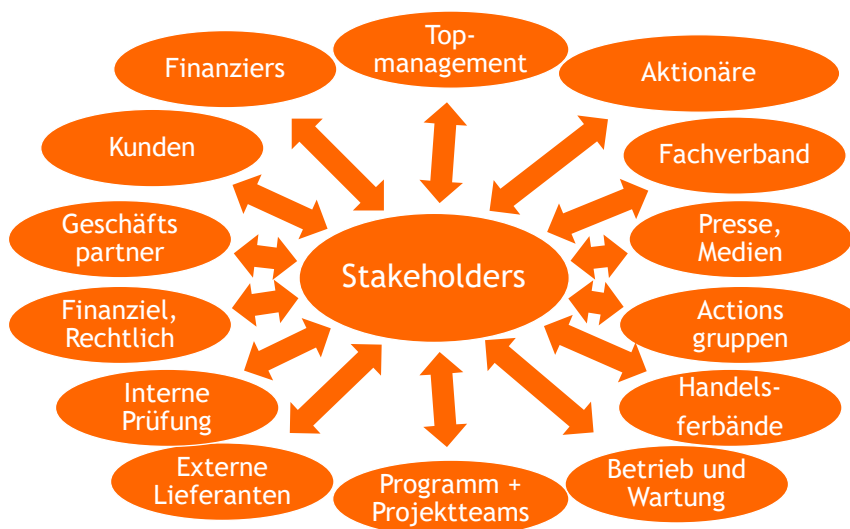 Top-
management
Finanziers
Aktionäre
Kunden
Fachverband
Geschäfts
partner
Presse,
Medien
Stakeholders
Finanziel,
Rechtlich
Actions
gruppen
Interne
Prüfung
Handels-
ferbände
Externe
Lieferanten
Programm +
Projektteams
Betrieb und
Wartung